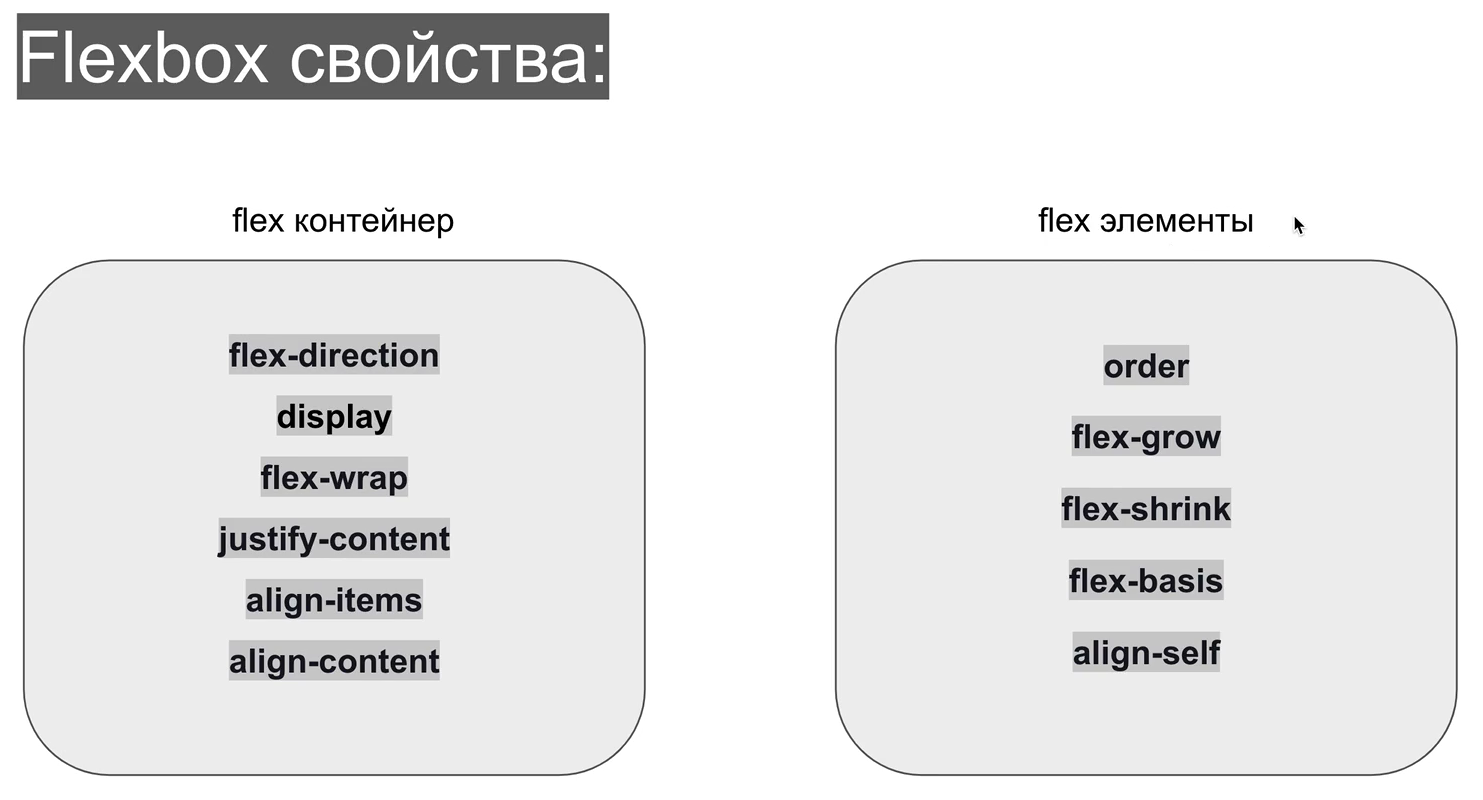 Flexbox свойства:
flex контейнер
flex-direction
display
flex-wrap
justify-content
align-items
align-content
flex элементы
order
flex-grow
flex-shrink
flex-basis
align-self